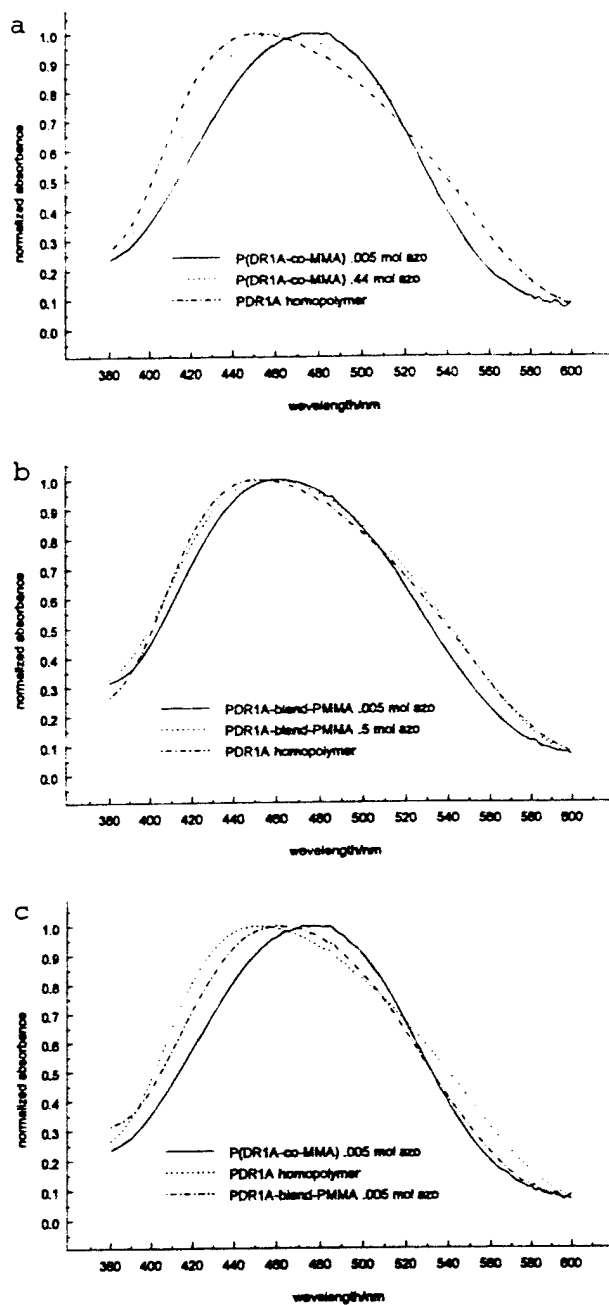 a
1.0
0.9
0.8
0.7
0.6
0.5
0.4
0.3
0.2
0.1
0.0
normalized absorbance
P(DR1A-co-MMA) .005 mol azo
P(DR1A-co-MMA) .44 mol azo
PDR1A homopolymer
380 400 420 440 460 480 500 520 540 560 580 600
wavelength/nm
b
1.0
0.9
0.8
0.7
0.6
0.5
0.4
0.3
0.2
0.1
0.0
normalized absorbance
PDR1A-blend-PMMA .005 mol azo
PDR1A-blend-PMMA .5 mol azo
PDR1A homopolymer
380 400 420 440 460 480 500 520 540 560 580 600
wavelength/nm
c
1.0
0.9
0.8
0.7
0.6
0.5
0.4
0.3
0.2
0.1
0.0
normalized absorbance
P(DR1A-co-MMA) .005 mol azo
PDR1A homopolymer
PDR1A-blend-PMMA .005 mol azo
380 400 420 440 460 480 500 520 540 560 580 600
wavelength/nm